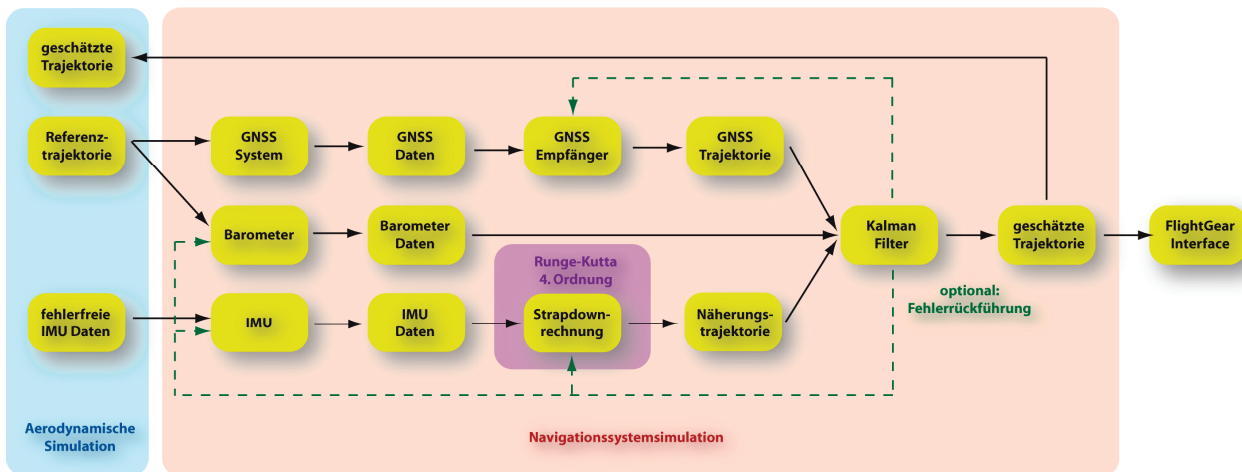 geschätzte
Trajektorie
Referenz-
trajektorie
GNSS
System
GNSS
Daten
GNSS
Empfänger
GNSS
Trajektorie
Barometer
Barometer
Daten
Kalman
Filter
geschätzte
Trajektorie
FlightGear
Interface
Runge-Kutta
4. Ordnung
optional:
Fehlerrückführung
fehlerfreie
IMU Daten
IMU
IMU
Daten
Strapdown-
rechnung
Näherungs-
trajektorie
Aerodynamische
Simulation
Navigationssystemsimulation